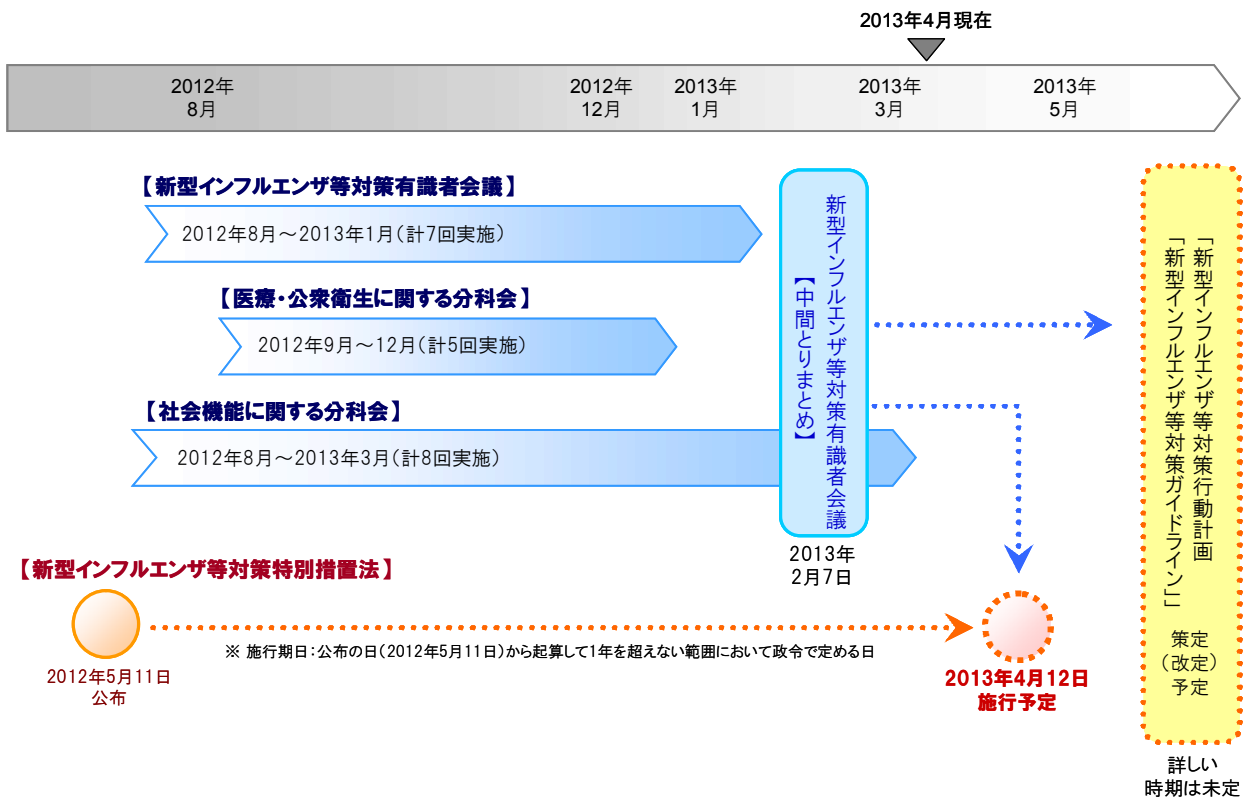 2013年4月現在
2012年
8月
2012年
12月
2013年
1月
2013年
3月
2013年
5月
【新型インフルエンザ等対策有識者会議】
2012年8月～2013年1月(計7回実施)
【医療・公衆衛生に関する分科会】
2012年9月～12月(計5回実施)
【社会機能に関する分科会】
2012年8月～2013年3月(計8回実施)
新型インフルエンザ等対策有識者会議
【中間とりまとめ】
2013年
2月7日
【新型インフルエンザ等対策特別措置法】
2012年5月11日
公布
※ 施行期日:公布の日(2012年5月11日)から起算して1年を超えない範囲において政令で定める日
2013年4月12日
施行予定
「新型インフルエンザ等対策行動計画
「新型インフルエンザ等対策ガイドライン」」
策定
(改定)
予定
詳しい
時期は未定